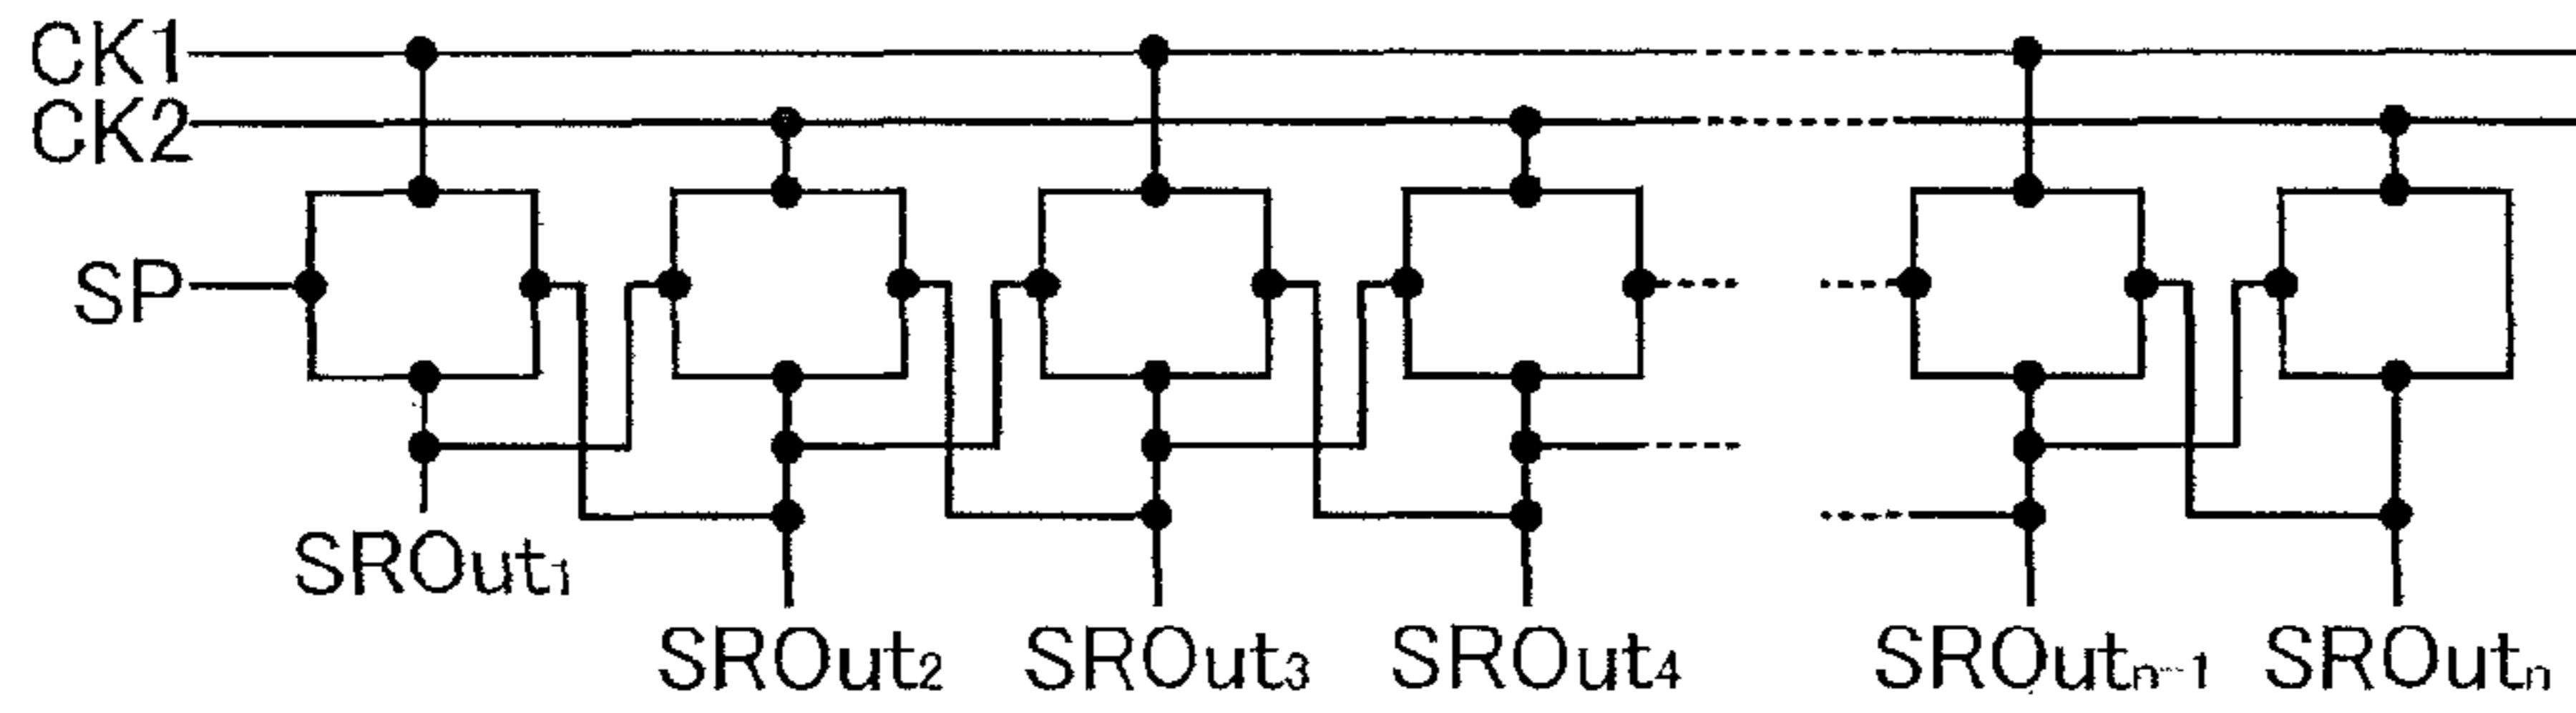 CK1
CK2
SP
SROut₁
SROut₂ SROut₃ SROut₄ SROutₙ₋₁ SROutₙ